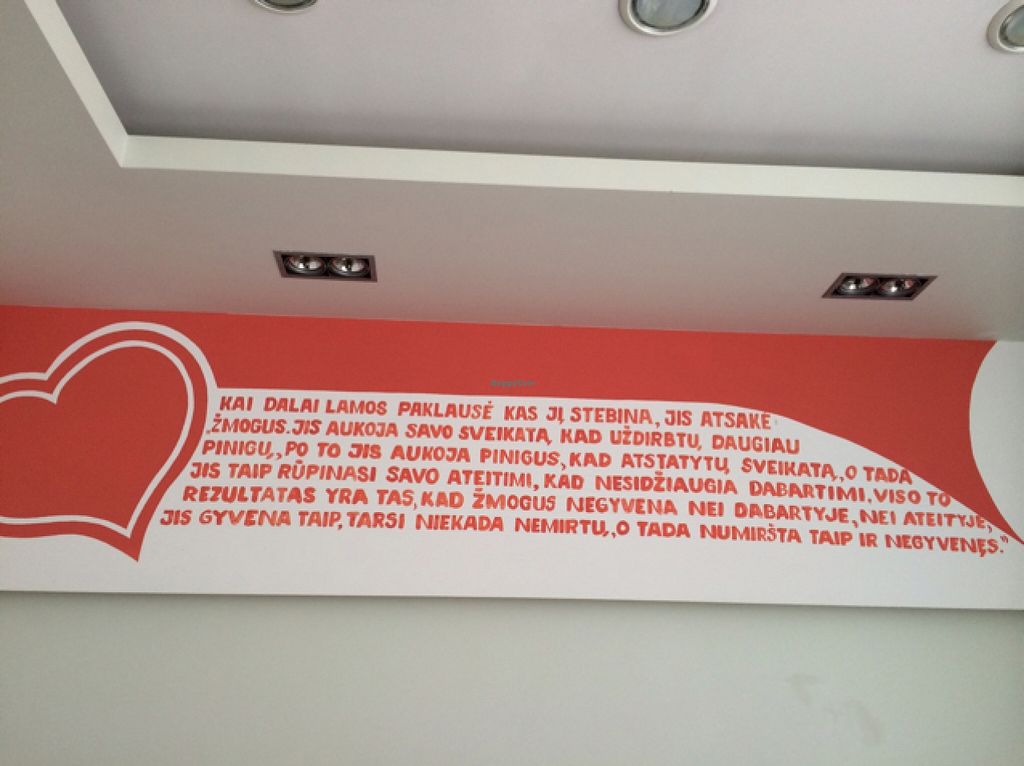 KAI DALAI LAMOS PAKLAUSĖ KAS JĮ STEBINA, JIS ATSAKĖ
„ŽMOGUS. JIS AUKOJA SAVO SVEIKATĄ, KAD UŽDIRBTŲ DAUGIAU
PINIGŲ, PO TO JIS AUKOJA PINIGUS, KAD ATSTATYTŲ SVEIKATĄ, O TADA
JIS TAIP RŪPINASI SAVO ATEITIMI, KAD NESIDŽIAUGIA DABARTIMI, VISO TO
REZULTATAS YRA TAS, KAD ŽMOGUS NEGYVENA NEI DABARTYJE, NEI ATEITYJE,
JIS GYVENA TAIP, TARSI NIEKADA NEMIRTŲ, O TADA NUMIRŠTA TAIP IR NEGYVENĘS."